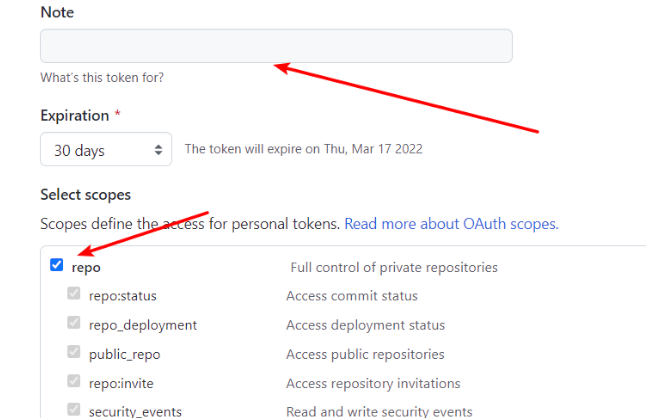 Note
What's this token for?
Expiration *
30 days The token will expire on Thu, Mar 17 2022
Select scopes
Scopes define the access for personal tokens. Read more about OAuth scopes.
repo Full control of private repositories
repo:status Access commit status
repo_deployment Access deployment status
public_repo Access public repositories
repo:invite Access repository invitations
security_events Read and write security events